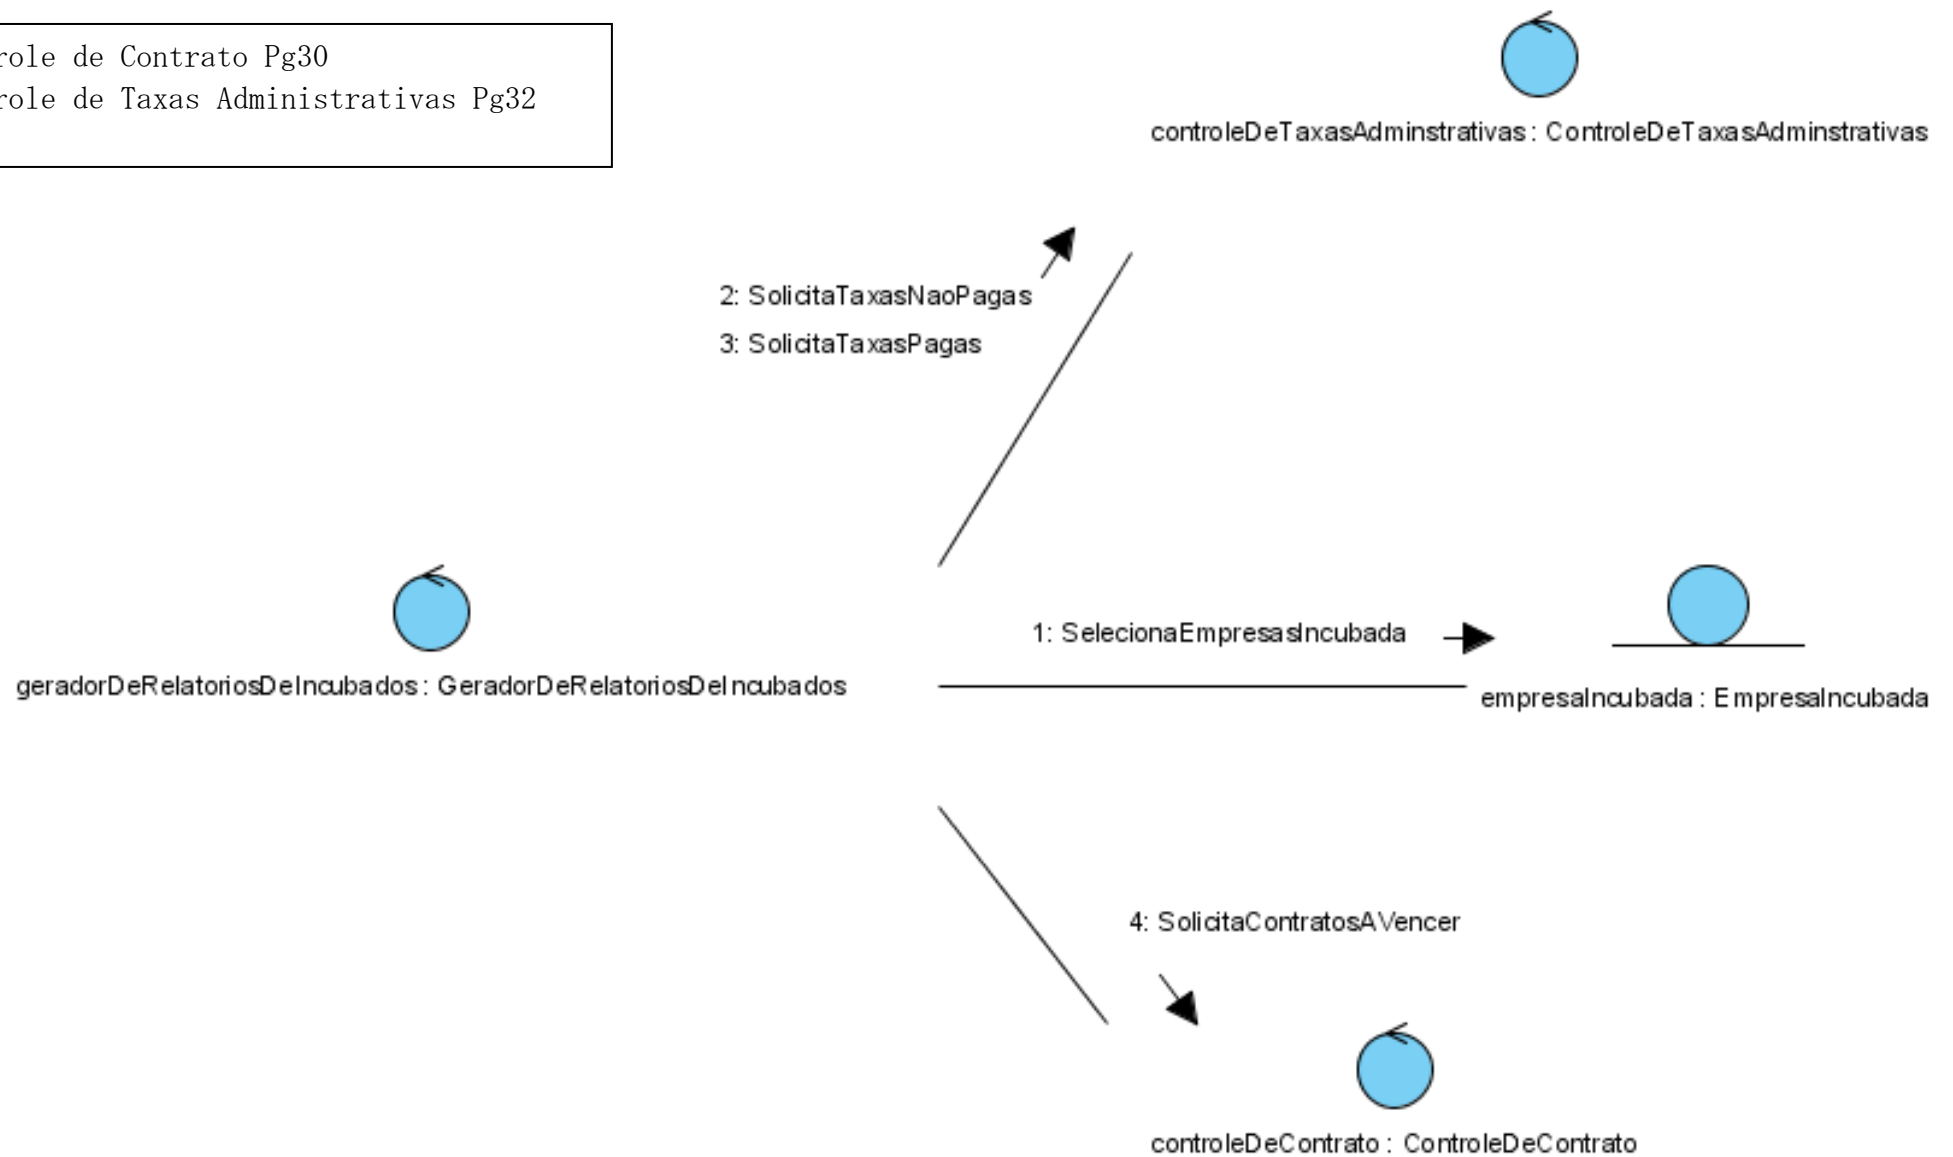 role de Contrato Pg30
role de Taxas Administrativas Pg32
controleDeTaxasAdminstrativas : ControleDeTaxasAdminstrativas
2: SolicitaTaxasNaoPagas
3: SolicitaTaxasPagas
1: SelecionaEmpresasIncubada
geradorDeRelatoriosDeIncubados : GeradorDeRelatoriosDeIncubados
empresaIncubada : EmpresaIncubada
4: SolicitaContratosAVencer
controleDeContrato : ControleDeContrato